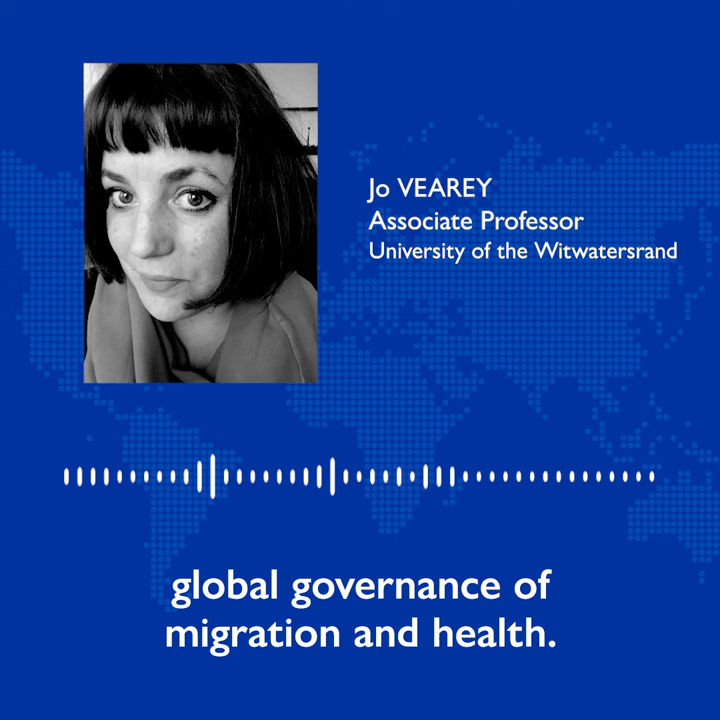 Jo VEAREY
Associate Professor
University of the Witwatersrand
global governance of
migration and health.